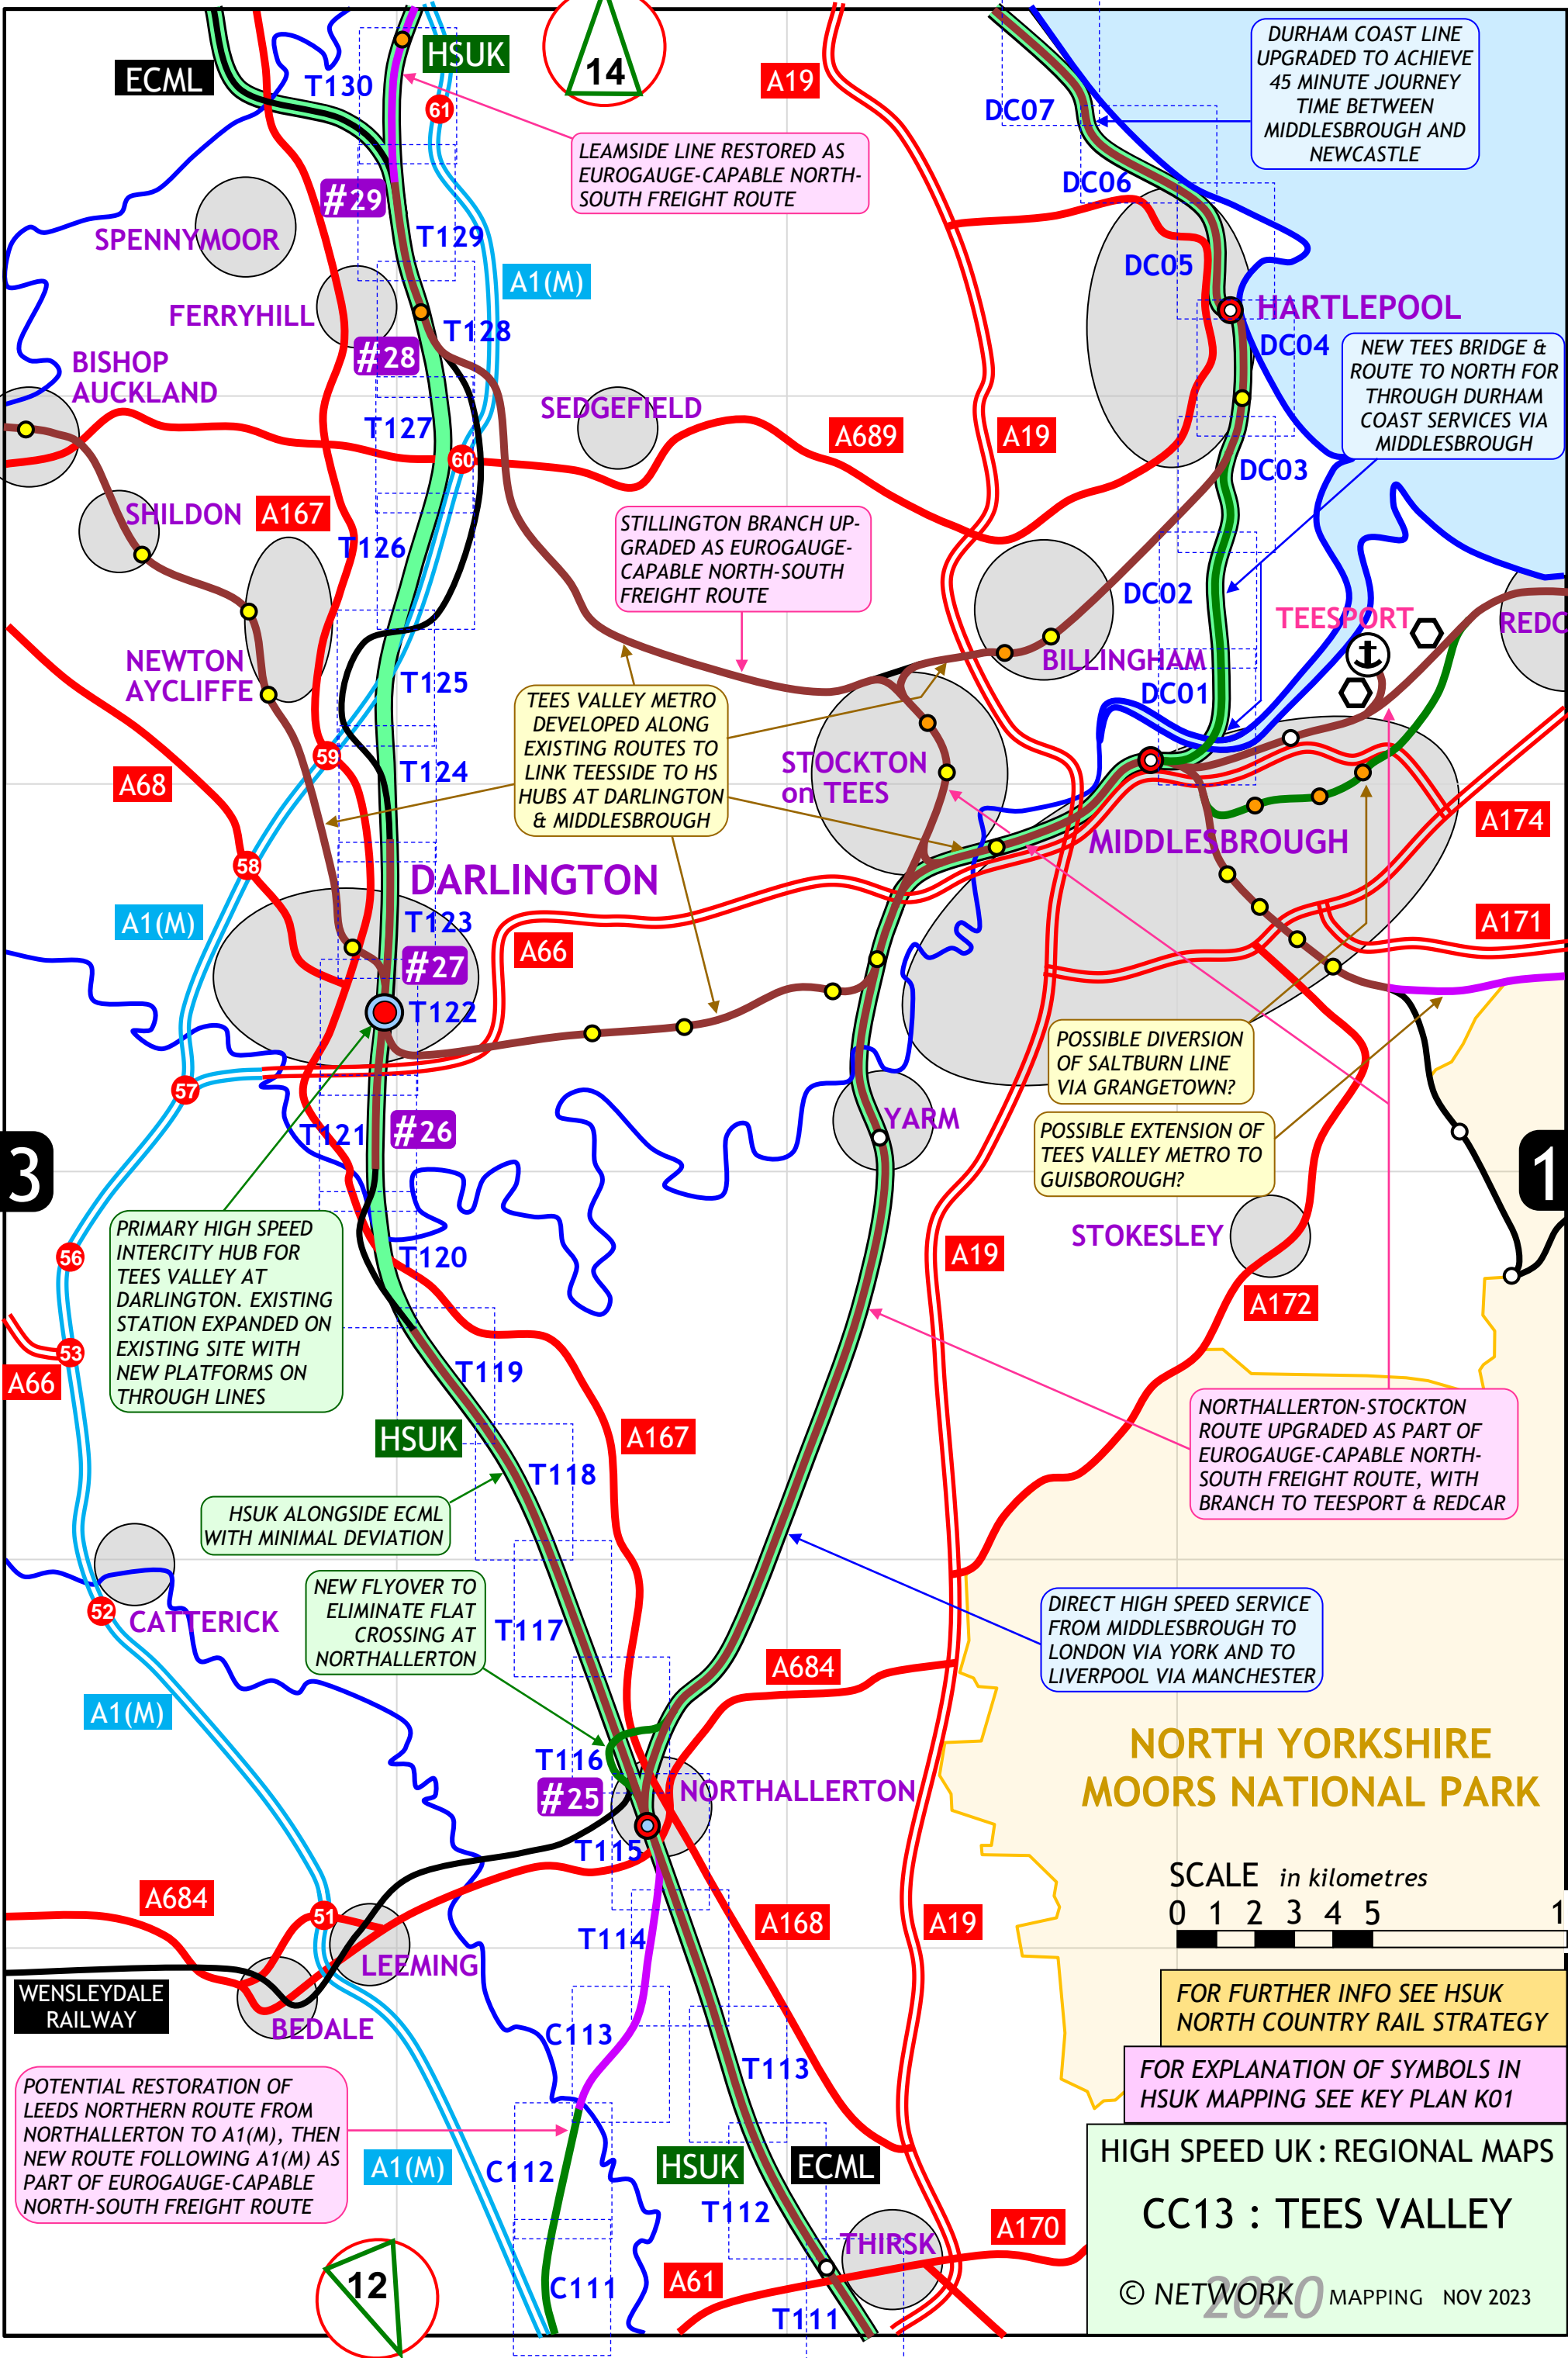 14
HSUK
ECML
T130
61
A19
DC07
DURHAM COAST LINE
UPGRADED TO ACHIEVE
45 MINUTE JOURNEY
TIME BETWEEN
MIDDLESBROUGH AND
NEWCASTLE
LEAMSIDE LINE RESTORED AS
EUROGAUGE-CAPABLE NORTH-
SOUTH FREIGHT ROUTE
DC06
#29
SPENNYMOOR
T129
A1(M)
DC05
FERRYHILL
T128
HARTLEPOOL
DC04
#28
BISHOP
AUCKLAND
NEW TEES BRIDGE &
ROUTE TO NORTH FOR
THROUGH DURHAM
COAST SERVICES VIA
MIDDLESBROUGH
SEDGEFIELD
T127
A689
A19
60
DC03
SHILDON
A167
T126
STILLINGTON BRANCH UP-
GRADED AS EUROGAUGE-
CAPABLE NORTH-SOUTH
FREIGHT ROUTE
DC02
TEESPORT
REDC
NEWTON
AYCLIFFE
BILLINGHAM
T125
DC01
TEES VALLEY METRO
DEVELOPED ALONG
EXISTING ROUTES TO
LINK TEESSIDE TO HS
HUBS AT DARLINGTON
& MIDDLESBROUGH
59
T124
STOCKTON
on TEES
A68
MIDDLESBROUGH
A174
58
DARLINGTON
A1(M)
T123
A66
A171
#27
T122
POSSIBLE DIVERSION
OF SALTBURN LINE
VIA GRANGETOWN?
57
T121
#26
YARM
POSSIBLE EXTENSION OF
TEES VALLEY METRO TO
GUISBOROUGH?
3
1
PRIMARY HIGH SPEED
INTERCITY HUB FOR
TEES VALLEY AT
DARLINGTON. EXISTING
STATION EXPANDED ON
EXISTING SITE WITH
NEW PLATFORMS ON
THROUGH LINES
56
T120
A19
STOKESLEY
A172
53
A66
T119
HSUK
A167
T118
NORTHALLERTON-STOCKTON
ROUTE UPGRADED AS PART OF
EUROGAUGE-CAPABLE NORTH-
SOUTH FREIGHT ROUTE, WITH
BRANCH TO TEESPORT & REDCAR
HSUK ALONGSIDE ECML
WITH MINIMAL DEVIATION
NEW FLYOVER TO
ELIMINATE FLAT
CROSSING AT
NORTHALLERTON
52
CATTERICK
T117
DIRECT HIGH SPEED SERVICE
FROM MIDDLESBROUGH TO
LONDON VIA YORK AND TO
LIVERPOOL VIA MANCHESTER
A684
A1(M)
T116
#25
NORTHALLERTON
NORTH YORKSHIRE
MOORS NATIONAL PARK
T115
SCALE in kilometres
0 1 2 3 4 5 1
A684
51
T114
A168
A19
LEEMING
WENSLEYDALE
RAILWAY
BEDALE
C113
T113
FOR FURTHER INFO SEE HSUK
NORTH COUNTRY RAIL STRATEGY
FOR EXPLANATION OF SYMBOLS IN
HSUK MAPPING SEE KEY PLAN K01
POTENTIAL RESTORATION OF
LEEDS NORTHERN ROUTE FROM
NORTHALLERTON TO A1(M), THEN
NEW ROUTE FOLLOWING A1(M) AS
PART OF EUROGAUGE-CAPABLE
NORTH-SOUTH FREIGHT ROUTE
A1(M)
C112
HSUK
ECML
T112
HIGH SPEED UK : REGIONAL MAPS
CC13 : TEES VALLEY
THIRSK
A170
12
C111
A61
T111
© NETWORK 2020 MAPPING NOV 2023